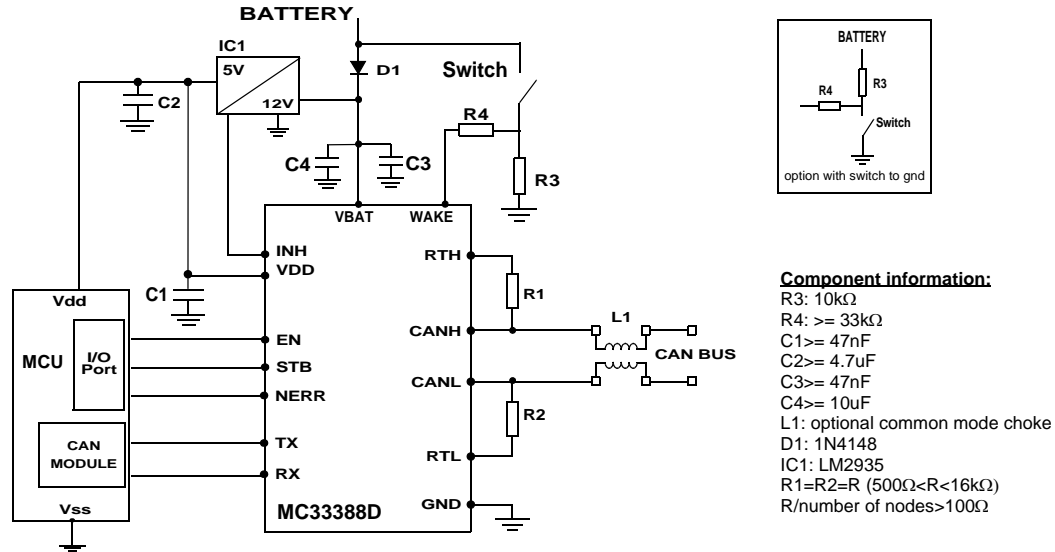 BATTERY
IC1
5V
12V
D1
Switch
C2
R4
C4
C3
R3
VBAT
WAKE
INH
VDD
RTH
C1
R1
Vdd
L1
MCU
I/O
Port
EN
CANH
CAN BUS
STB
CANL
NERR
R2
CAN
MODULE
TX
RTL
RX
Vss
GND
MC33388D
BATTERY
R4
R3
Switch
option with switch to gnd
Component information:
R3: 10kΩ
R4: >= 33kΩ
C1>= 47nF
C2>= 4.7uF
C3>= 47nF
C4>= 10uF
L1: optional common mode choke
D1: 1N4148
IC1: LM2935
R1=R2=R (500Ω<R<16kΩ)
R/number of nodes>100Ω